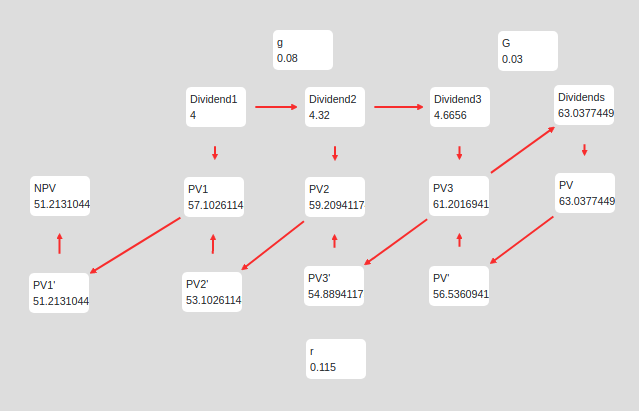 g
0.08
G
0.03
Dividend1
4
Dividend2
4.32
Dividend3
4.6656
Dividends
63.0377449
NPV
51.2131044
PV1
57.1026114
PV2
59.2094117
PV3
61.2016941
PV
63.0377449
PV1'
51.2131044
PV2'
53.1026114
PV3'
54.8894117
PV'
56.5360941
r
0.115